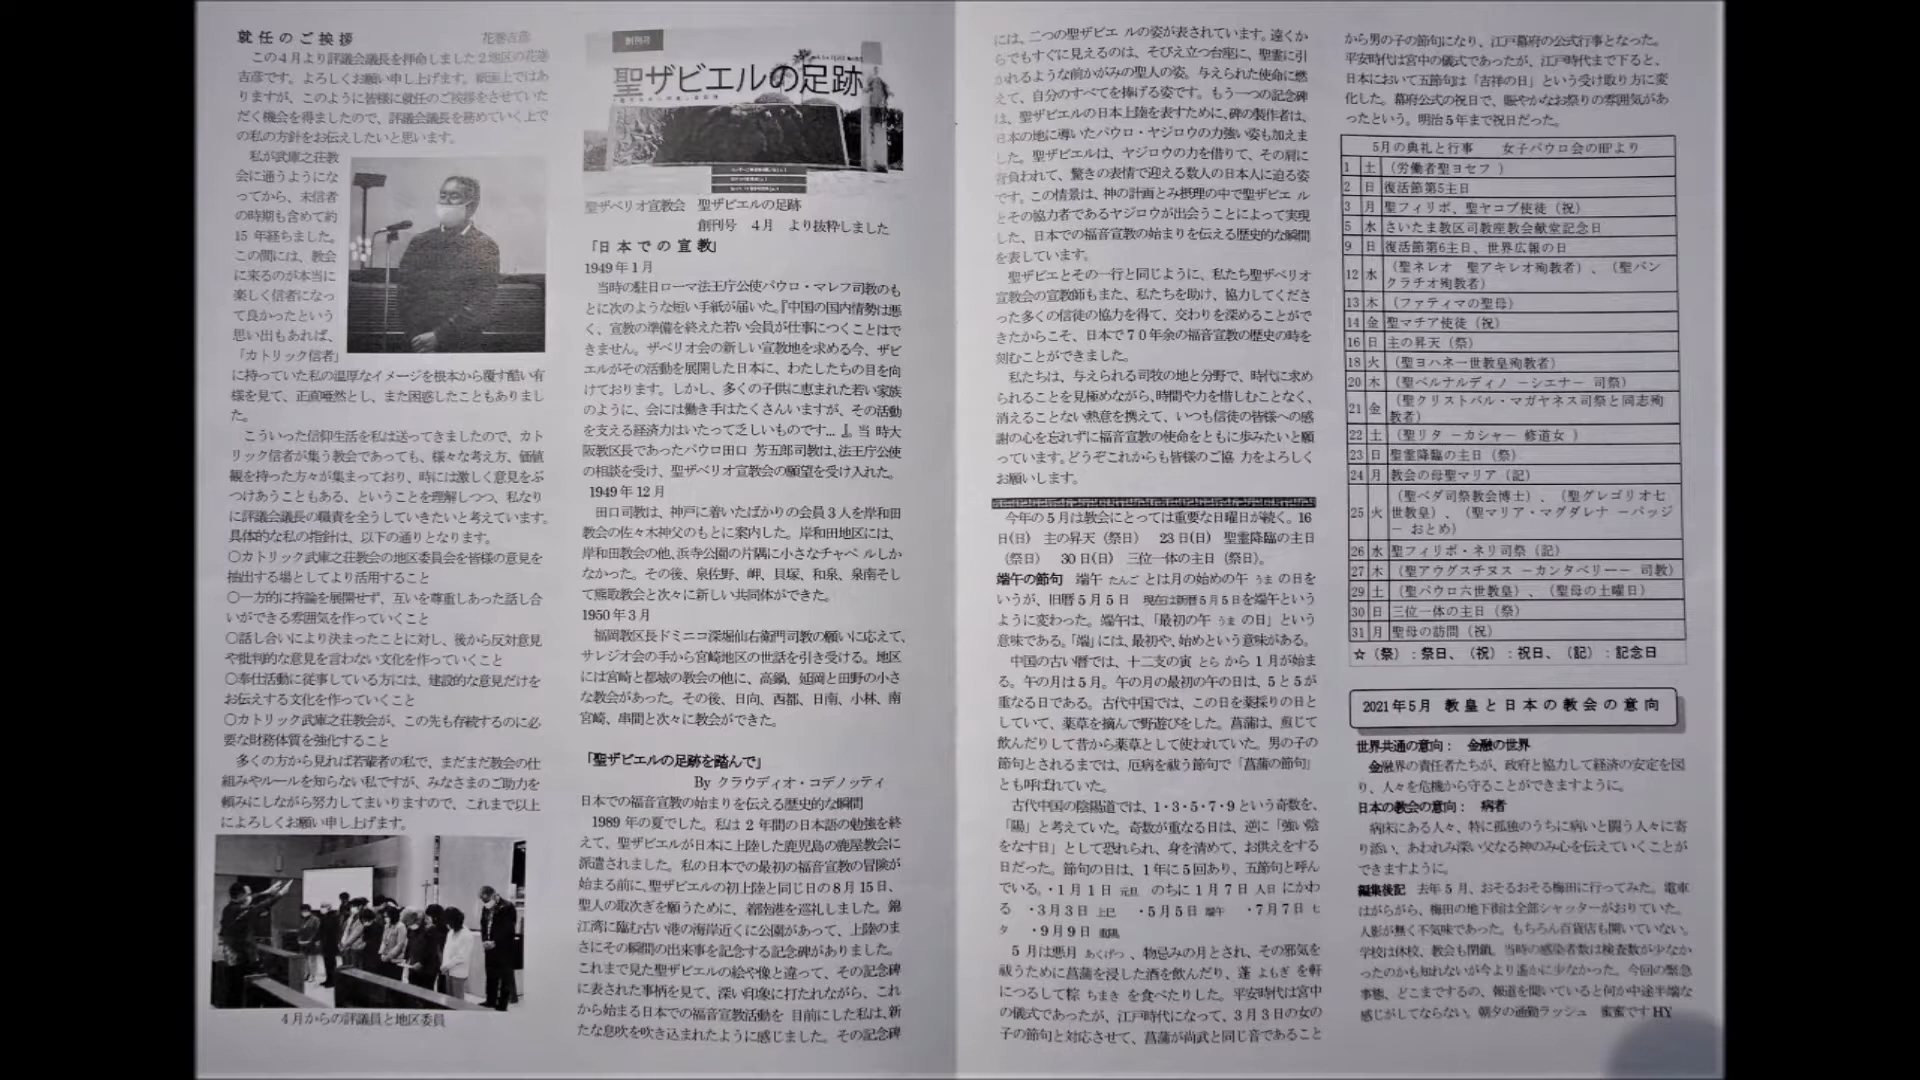 就任のご挨拶　花巻吉彦
この４月より評議会議長を拝命しました２地区の花巻
吉彦です。よろしくお願い申し上げます。紙面上ではあ
りますが、このように皆様に就任のご挨拶をさせていた
だく機会を得ましたので、評議会議長を務めていく上で
の私の方針をお伝えしたいと思います。
私が武庫之荘教
会に通うようにな
ってから、未信者
の時期も含めて約
15 年経ちました。
この間には、教会
に来るのが本当に
楽しく信者になっ
て良かったという
思い出もあれば、
「カトリック信者」
に持っていた私の温厚なイメージを根本から覆す酷い有
様を見て、正直唖然とし、また困惑したこともありまし
た。
こういった信仰生活を私は送ってきましたので、カト
リック信者が集う教会であっても、様々な考え方、価値
観を持った方々が集まっており、時には激しく意見をぶ
つけあうこともある、ということを理解しつつ、私なり
に評議会議長の職責を全うしていきたいと考えています。
具体的な私の指針は、以下の通りとなります。
○カトリック武庫之荘教会の地区委員会を皆様の意見を
抽出する場としてより活用すること
○一方的に持論を展開せず、互いを尊重しあった話し合
いができる雰囲気を作っていくこと
○話し合いにより決まったことに対し、後から反対意見
や批判的な意見を言わない文化を作っていくこと
○奉仕活動に従事している方には、建設的な意見だけを
お伝えする文化を作っていくこと
○カトリック武庫之荘教会が、この先も存続するのに必
要な財務体質を強化すること
多くの方から見れば若輩者の私で、まだまだ教会の仕
組みやルールを知らない私ですが、みなさまのご助力を
頼みにしながら努力してまいりますので、これまで以上
によろしくお願い申し上げます。
４月からの評議員と地区委員
創刊号
聖ザビエルの足跡
聖ザベリオ宣教会　聖ザビエルの足跡
創刊号　４月　より抜粋しました
「日本での宣教」
1949 年１月
当時の駐日ローマ法王庁公使パウロ・マレフ司教のも
とに次のような短い手紙が届いた。『中国の国内情勢は悪
く、宣教の準備を終えた若い会員が仕事につくことはで
きません。ザベリオ会の新しい宣教地を求める今、ザビ
エルがその活動を展開した日本に、わたしたちの目を向
けております。しかし、多くの子供に恵まれた若い家族
のように、会には働き手はたくさんいますが、その活動
を支える経済力はいたって乏しいものです...』。当 時大
阪教区長であったパウロ田口 芳五郎司教は、法王庁公使
の相談を受け、聖ザベリオ宣教会の願望を受け入れた。
1949 年 12 月
田口司教は、神戸に着いたばかりの会員３人を岸和田
教会の佐々木神父のもとに案内した。岸和田地区には、
岸和田教会の他、浜寺公園の片隅に小さなチャペ ルしか
なかった。その後、泉佐野、岬、貝塚、和泉、泉南そし
て熊取教会と次々に新しい共同体ができた。
1950 年３月
福岡教区長ドミニコ深堀仙右衛門司教の願いに応えて、
サレジオ会の手から宮崎地区の世話を引き受ける。地区
には宮崎と都城の教会の他に、高鍋、延岡と田野の小さ
な教会があった。その後、日向、西都、日南、小林、南
宮崎、串間と次々に教会ができた。
「聖ザビエルの足跡を踏んで」
By クラウディオ・コデノッティ
日本での福音宣教の始まりを伝える歴史的な瞬間
1989 年の夏でした。私は 2 年間の日本語の勉強を終
えて、聖ザビエルが日本に上陸した鹿児島の鹿屋教会に
派遣されました。私の日本での最初の福音宣教の冒険が
始まる前に、聖ザビエルの初上陸と同じ日の８月 15 日、
聖人の取次ぎを願うために、着陸港を巡礼しました。錦
江湾に臨む古い港の海岸近くに公園があって、上陸のま
さにその瞬間の出来事を記念する記念碑がありました。
これまで見た聖ザビエルの絵や像と違って、その記念碑
に表された事柄を見て、深い印象に打たれながら、これ
から始まる日本での福音宣教活動を 目前にした私は、新
たな息吹を吹き込まれたように感じました。その記念碑
には、二つの聖ザビエ ルの姿が表されています。遠くか
らでもすぐに見えるのは、そびえ立つ台座に、聖霊に引
かれるような前かがみの聖人の姿。与えられた使命に燃
えて、自分のすべてを捧げる姿です。もう一つの記念碑
は、聖ザビエルの日本上陸を表すために、碑の製作者は、
日本の地に導いたパウロ・ヤジロウの力強い姿も加えま
した。聖ザビエルは、ヤジロウの力を借りて、その肩に
背負われて、驚きの表情で迎える数人の日本人に迫る姿
です。この情景は、神の計画とみ摂理の中で聖ザビエ ル
とその協力者であるヤジロウが出会うことによって実現
した、日本での福音宣教の始まりを伝える歴史的な瞬間
を表しています。
聖ザビエとその一行と同じように、私たち聖ザベリオ
宣教会の宣教師もまた、私たちを助け、協力してくださ
った多くの信徒の協力を得て、交わりを深めることがで
きたからこそ、日本で７０年余の福音宣教の歴史の時を
刻むことができました。
私たちは、与えられる司牧の地と分野で、時代に求め
られることを見極めながら、時間や力を惜しむことなく、
消えることない熱意を携えて、いつも信徒の皆様への感
謝の心を忘れずに福音宣教の使命をともに歩みたいと願
っています。どうぞこれからも皆様のご協 力をよろしく
お願いします。
今年の５月は教会にとっては重要な日曜日が続く。16
日(日)　主の昇天（祭日）　23 日(日)　聖霊降臨の主日
（祭日）　30 日(日)　三位一体の主日（祭日）。
端午の節句　端午 たんご とは月の始めの午 うま の日を
いうが、旧暦５月５日　現在は新暦５月５日を端午という
ように変わった。端午は、「最初の午 うま の日」という
意味である。「端」には、最初や、始めという意味がある。
中国の古い暦では、十二支の寅 とら から１月が始ま
る。午の月は５月。午の月の最初の午の日は、５と５が
重なる日である。古代中国では、この日を薬採りの日と
していて、薬草を摘んで野遊びをした。菖蒲は、煎じて
飲んだりして昔から薬草として使われていた。男の子の
節句とされるまでは、厄病を祓う節句で「菖蒲の節句」
とも呼ばれていた。
古代中国の陰陽道では、1・3・5・7・9 という奇数を、
「陽」と考えていた。奇数が重なる日は、逆に「強い陰
をなす日」として恐れられ、身を清めて、お供えをする
日だった。節句の日は、１年に５回あり、五節句と呼ん
でいる。・１月１日 元旦　のちに１月７日 人日 にかわ
る　・３月３日 上巳　・５月５日 端午　・７月７日 七
夕　・９月９日 重陽
５月は悪月 あくげつ 、物忌みの月とされ、その邪気を
祓うために菖蒲を浸した酒を飲んだり、蓬 よもぎ を軒
につるして粽 ちまき を食べたりした。平安時代は宮中
の儀式であったが、江戸時代になって、３月３日の女の
子の節句と対応させて、菖蒲が尚武と同じ音であること
から男の子の節句になり、江戸幕府の公式行事となった。
平安時代は宮中の儀式であったが、江戸時代まで下ると、
日本において五節句は「吉祥の日」という受け取り方に変
化した。幕府公式の祝日で、賑やかなお祭りの雰囲気があ
ったという。明治５年まで祝日だった。
5月の典礼と行事　女子パウロ会のHPより
1 土 （労働者聖ヨセフ ）
2 日 復活節第5主日
3 月 聖フィリポ、聖ヤコブ使徒（祝）
5 水 さいたま教区司教座教会献堂記念日
9 日 復活節第6主日、世界広報の日
12 水 （聖ネレオ　聖アキレオ殉教者）、（聖パン
クラチオ殉教者）
13 木 （ファティマの聖母）
14 金 聖マチア使徒（祝）
16 日 主の昇天（祭）
18 火 （聖ヨハネ一世教皇殉教者）
20 木 （聖ベルナルディノ －シエナ－ 司祭）
21 金 （聖クリストバル・マガヤネス司祭と同志殉
教者）
22 土 （聖リタ －カシャ－ 修道女 ）
23 日 聖霊降臨の主日（祭）
24 月 教会の母聖マリア（記）
25 火 （聖ベダ司祭教会博士）、（聖グレゴリオ七
世教皇）、（聖マリア・マグダレナ －パッジ
－ おとめ）
26 水 聖フィリポ・ネリ司祭（記）
27 木 （聖アウグスチヌス －カンタベリー－ 司教）
29 土 （聖パウロ六世教皇）、（聖母の土曜日）
30 日 三位一体の主日（祭）
31 月 聖母の訪問（祝）
☆（祭）：祭日、（祝）：祝日、（記）：記念日
2021年5月 教皇と日本の教会の意向
世界共通の意向：　金融の世界
金融界の責任者たちが、政府と協力して経済の安定を図
り、人々を危機から守ることができますように。
日本の教会の意向：　病者
病床にある人々、特に孤独のうちに病いと闘う人々に寄
り添い、あわれみ深い父なる神のみ心を伝えていくことが
できますように。
編集後記　去年５月、おそるおそる梅田に行ってみた。電車
はがらがら、梅田の地下街は全部シャッターがおりていた。
人影が無く不気味であった。もちろん百貨店も開いていない。
学校は休校、教会も閉鎖。当時の感染者数は検査数が少なか
ったのかも知れないが今より遥かに少なかった。今回の緊急
事態、どこまでするの、報道を聞いていると何か中途半端な
感じがしてならない。朝夕の通勤ラッシュ　蜜蜜です HY